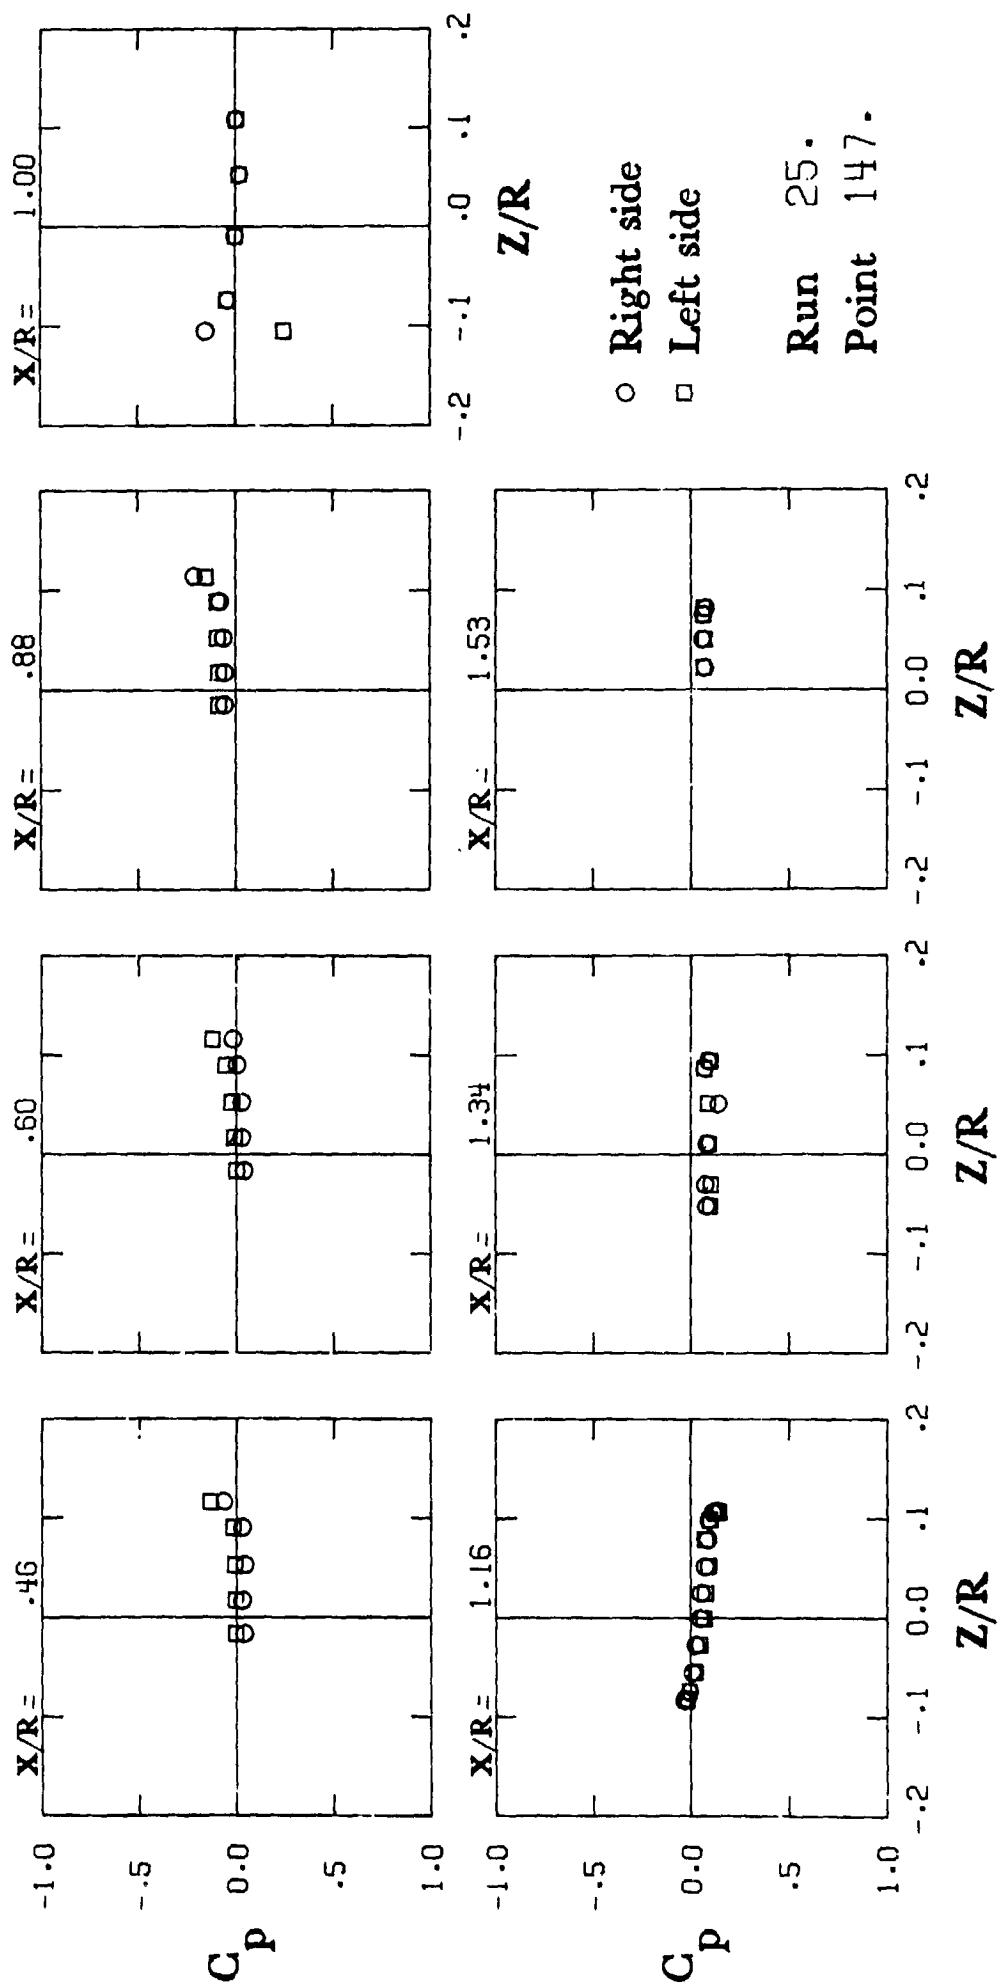 X/R= .46
X/R= .60
X/R= .88
X/R= 1.00
-1.0
-.5
0.0
.5
1.0
C p
-.2 -.1 .0 .1 .2
Z/R
X/R= 1.16
X/R= 1.34
X/R= 1.53
-1.0
-.5
0.0
.5
1.0
C p
-.2 -.1 0.0 .1 .2
Z/R
-.2 -.1 0.0 .1 .2
Z/R
-.2 -.1 0.0 .1 .2
Z/R
○ Right side
□ Left side
Run 25.
Point 147.